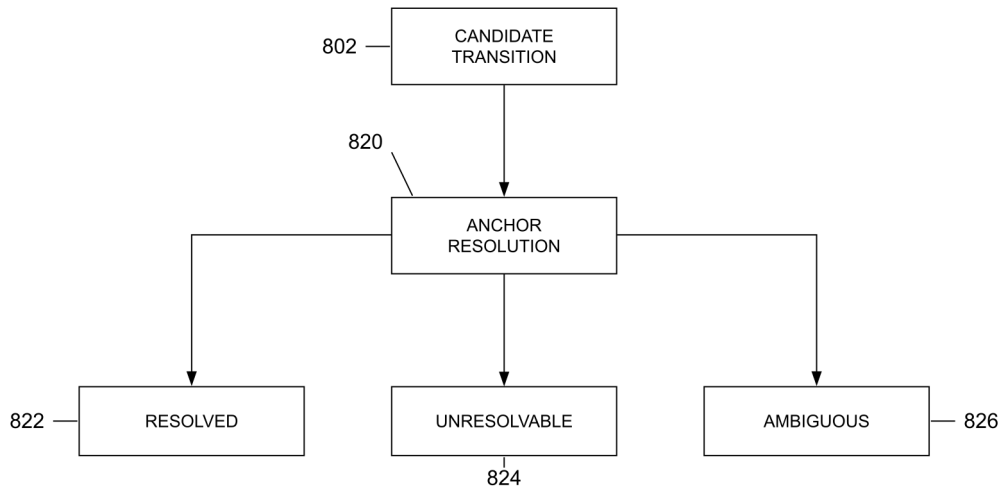 CANDIDATE
TRANSITION
802
820
ANCHOR
RESOLUTION
822
RESOLVED
UNRESOLVABLE
AMBIGUOUS
826
824